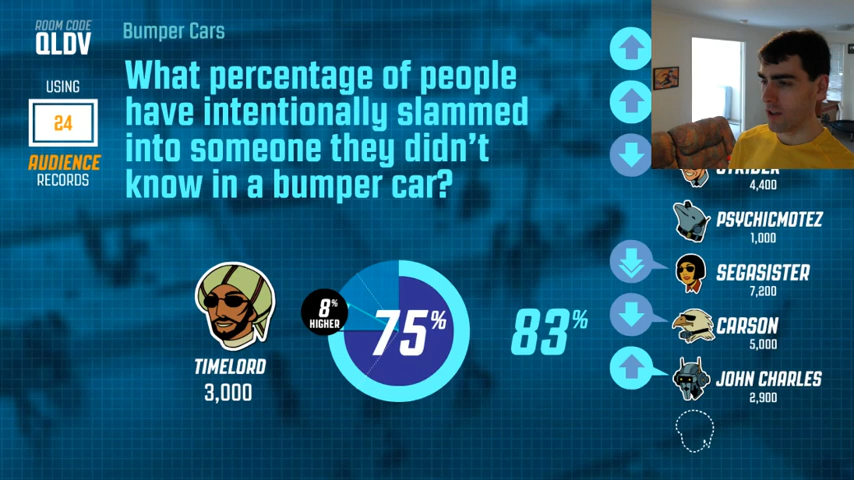 ROOM CODE
QLDV
USING
24
AUDIENCE
RECORDS
Bumper Cars
What percentage of people
have intentionally slammed
into someone they didn't
know in a bumper car?
8%
HIGHER
75%
83%
TIMELORD
3,000
4,400
PSYCHICMOTEZ
1,000
SEGASISTER
7,200
CARSON
5,000
JOHN CHARLES
2,900